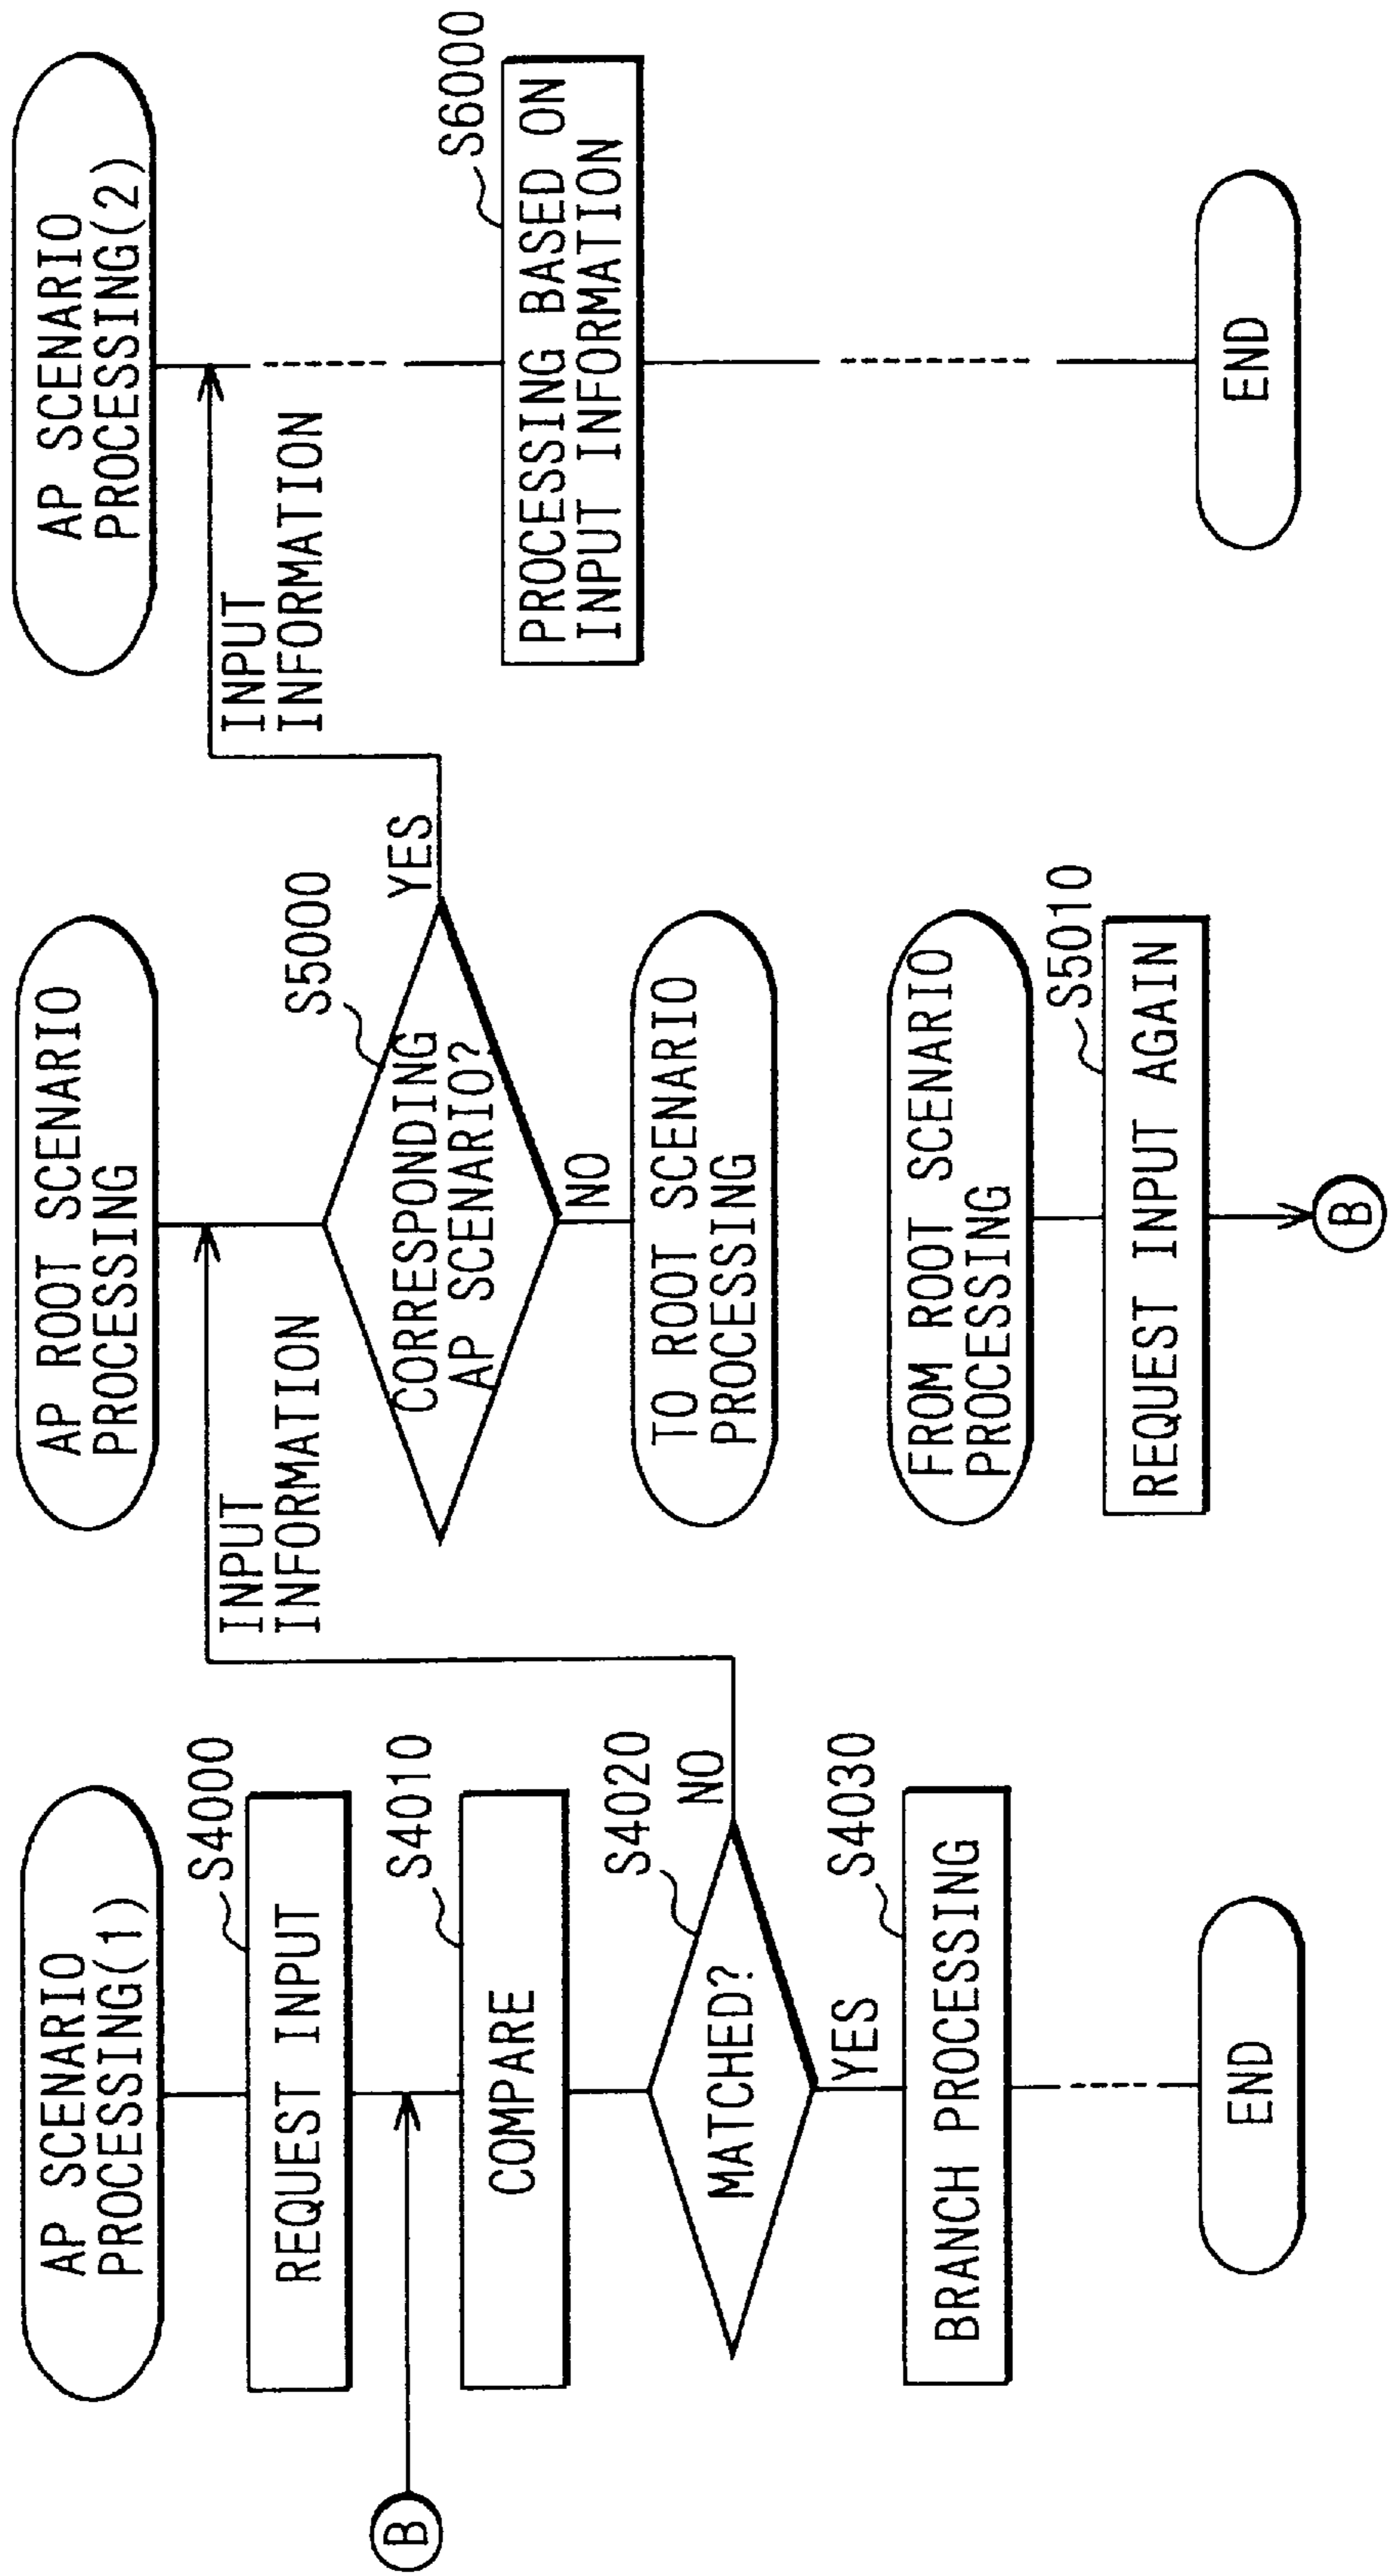 AP SCENARIO
PROCESSING(1)
S4000
REQUEST INPUT
B
S4010
COMPARE
S4020
MATCHED?
NO
YES
S4030
BRANCH PROCESSING
END
INPUT
INFORMATION
AP ROOT SCENARIO
PROCESSING
S5000
CORRESPONDING
AP SCENARIO?
YES
NO
TO ROOT SCENARIO
PROCESSING
FROM ROOT SCENARIO
PROCESSING
S5010
REQUEST INPUT AGAIN
B
INPUT
INFORMATION
AP SCENARIO
PROCESSING(2)
S6000
PROCESSING BASED ON
INPUT INFORMATION
END